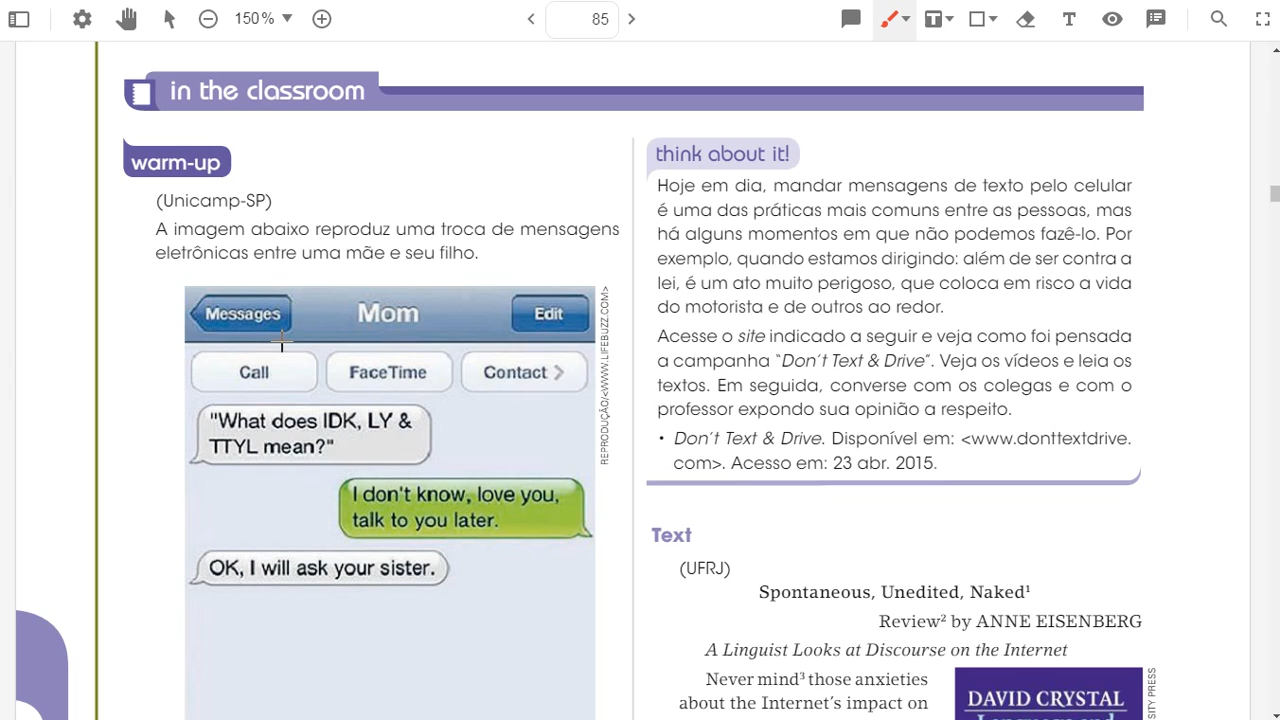 150%
85
in the classroom
warm-up
(Unicamp-SP)
A imagem abaixo reproduz uma troca de mensagens
eletrônicas entre uma mãe e seu filho.
Messages
Mom
Edit
Call
FaceTime
Contact
"What does IDK, LY &
TTYL mean?"
I don't know, love you,
talk to you later.
OK, I will ask your sister.
REPRODUÇÃO/<WWW.LIFEBUZZ.COM>
think about it!
Hoje em dia, mandar mensagens de texto pelo celular
é uma das práticas mais comuns entre as pessoas, mas
há alguns momentos em que não podemos fazê-lo. Por
exemplo, quando estamos dirigindo: além de ser contra a
lei, é um ato muito perigoso, que coloca em risco a vida
do motorista e de outros ao redor.
Acesse o site indicado a seguir e veja como foi pensada
a campanha “Don’t Text & Drive”. Veja os vídeos e leia os
textos. Em seguida, converse com os colegas e com o
professor expondo sua opinião a respeito.
• Don’t Text & Drive. Disponível em: <www.donttextdrive.
com>. Acesso em: 23 abr. 2015.
Text
(UFRJ)
Spontaneous, Unedited, Naked¹
Review² by ANNE EISENBERG
A Linguist Looks at Discourse on the Internet
Never mind³ those anxieties
about the Internet’s impact on
DAVID CRYSTAL
Language and
SITY PRESS